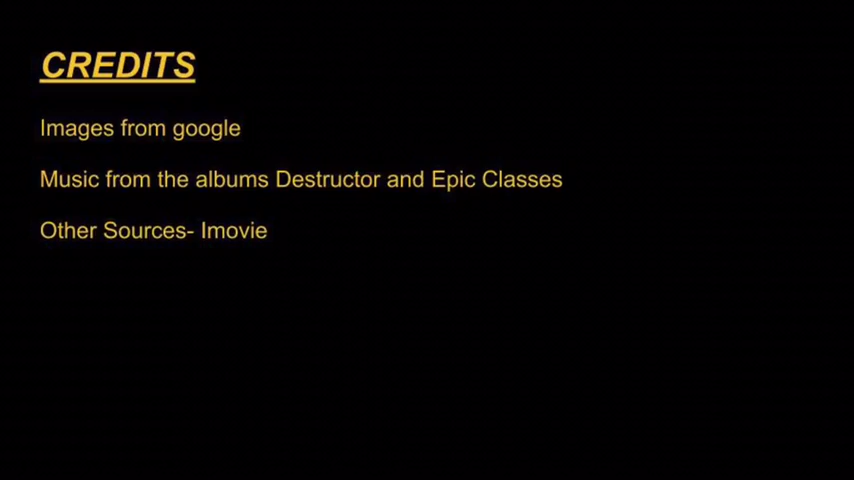 CREDITS
Images from google
Music from the albums Destructor and Epic Classes
Other Sources- Imovie